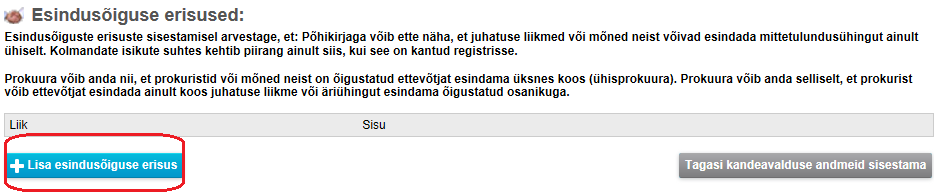 Esindusõiguse erisused:
Esindusõiguste erisuste sisestamisel arvestage, et: Põhikirjaga võib ette näha, et juhatuse liikmed või mõned neist võivad esindada mittetulundusühingut ainult
ühiselt. Kolmandate isikute suhtes kehtib piirang ainult siis, kui see on kantud registrisse.
Prokuura võib anda nii, et prokuristid või mõned neist on õigustatud ettevõtjat esindama üksnes koos (ühisprokuura). Prokuura võib anda selliselt, et prokurist
võib ettevõtjat esindada ainult koos juhatuse liikme või äriühingut esindama õigustatud osanikuga.
Liik Sisu
Lisa esindusõiguse erisus Tagasi kandeavalduse andmeid sisestama